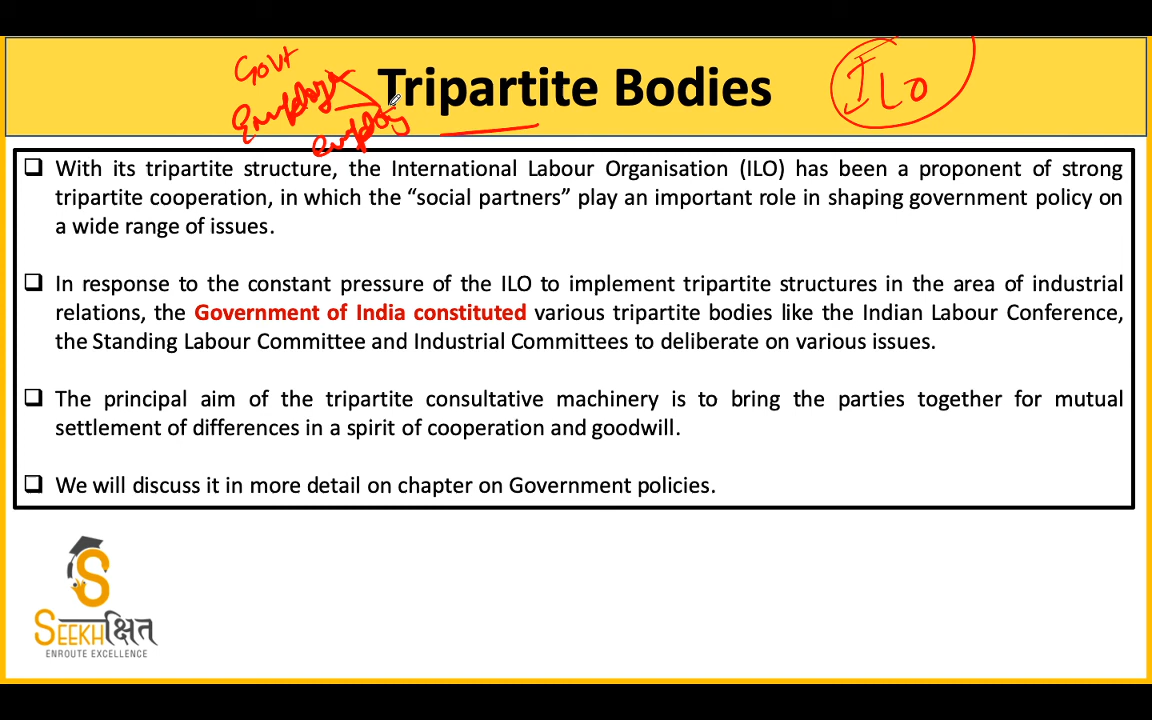 Govt
Tripartite Bodies
ILO
❑ With its tripartite structure, the International Labour Organisation (ILO) has been a proponent of strong
tripartite cooperation, in which the “social partners” play an important role in shaping government policy on
a wide range of issues.
❑ In response to the constant pressure of the ILO to implement tripartite structures in the area of industrial
relations, the Government of India constituted various tripartite bodies like the Indian Labour Conference,
the Standing Labour Committee and Industrial Committees to deliberate on various issues.
❑ The principal aim of the tripartite consultative machinery is to bring the parties together for mutual
settlement of differences in a spirit of cooperation and goodwill.
❑ We will discuss it in more detail on chapter on Government policies.
S
SEEKHक्षित
ENROUTE EXCELLENCE